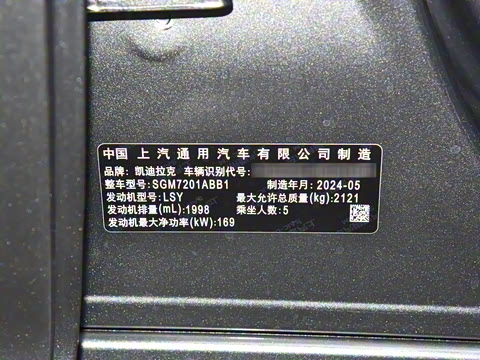 中国 上汽通用汽车有限公司制造
品牌: 凯迪拉克 车辆识别代号:
整车型号: SGM7201ABB1 制造年月: 2024-05
发动机型号: LSY 最大允许总质量(kg): 2121
发动机排量(mL): 1998 乘坐人数: 5
发动机最大净功率(kW): 169